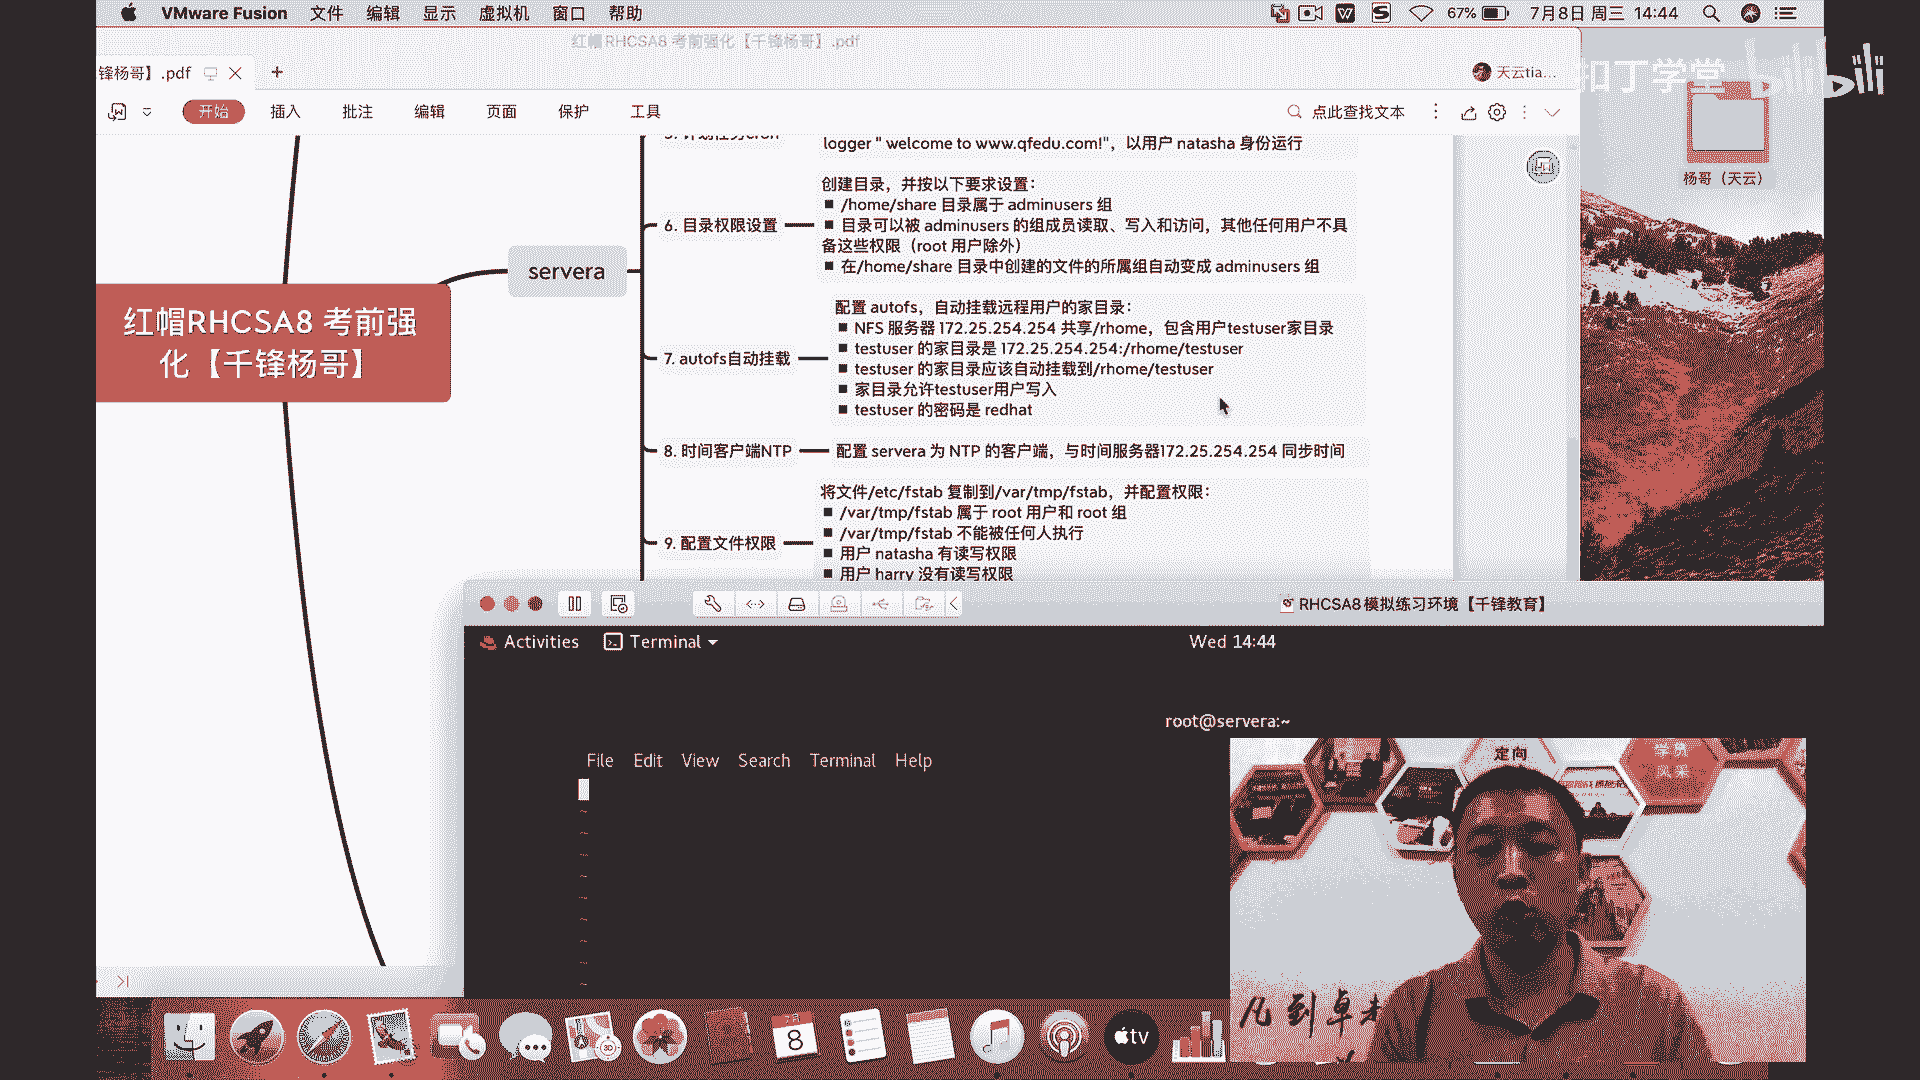 VMware Fusion 文件 编辑 显示 虚拟机 窗口 帮助 67% 7月8日 周三 14:44
红帽RHCSA8 考前强化【千锋杨哥】.pdf
锋杨哥】.pdf
天云tia...
扣丁学堂 bilibili
开始 插入 批注 编辑 页面 保护 工具 点此查找文本
logger " welcome to www.qfedu.com!"，以用户 natasha 身份运行
杨哥（天云）
创建目录，并按以下要求设置：
■ /home/share 目录属于 adminusers 组
6. 目录权限设置
■ 目录可以被 adminusers 的组成员读取、写入和访问，其他任何用户不具
备这些权限（root 用户除外）
■ 在/home/share 目录中创建的文件的所属组自动变成 adminusers 组
servera
红帽RHCSA8 考前强
化【千锋杨哥】
配置 autofs，自动挂载远程用户的家目录：
■ NFS 服务器 172.25.254.254 共享/rhome，包含用户testuser家目录
■ testuser 的家目录是 172.25.254.254:/rhome/testuser
7. autofs自动挂载
■ testuser 的家目录应该自动挂载到/rhome/testuser
■ 家目录允许testuser用户写入
■ testuser 的密码是 redhat
8. 时间客户端NTP
配置 servera 为 NTP 的客户端，与时间服务器172.25.254.254 同步时间
将文件/etc/fstab 复制到/var/tmp/fstab，并配置权限：
■ /var/tmp/fstab 属于 root 用户和 root 组
■ /var/tmp/fstab 不能被任何人执行
9. 配置文件权限
■ 用户 natasha 有读写权限
■ 用户 harry 没有读写权限
RHCSA8模拟练习环境【千锋教育】
Activities Terminal Wed 14:44
root@servera:~
File Edit View Search Terminal Help
~
~
~
~
~
~
~
~
~
定向
学员
风采
凡到卓
8
tv